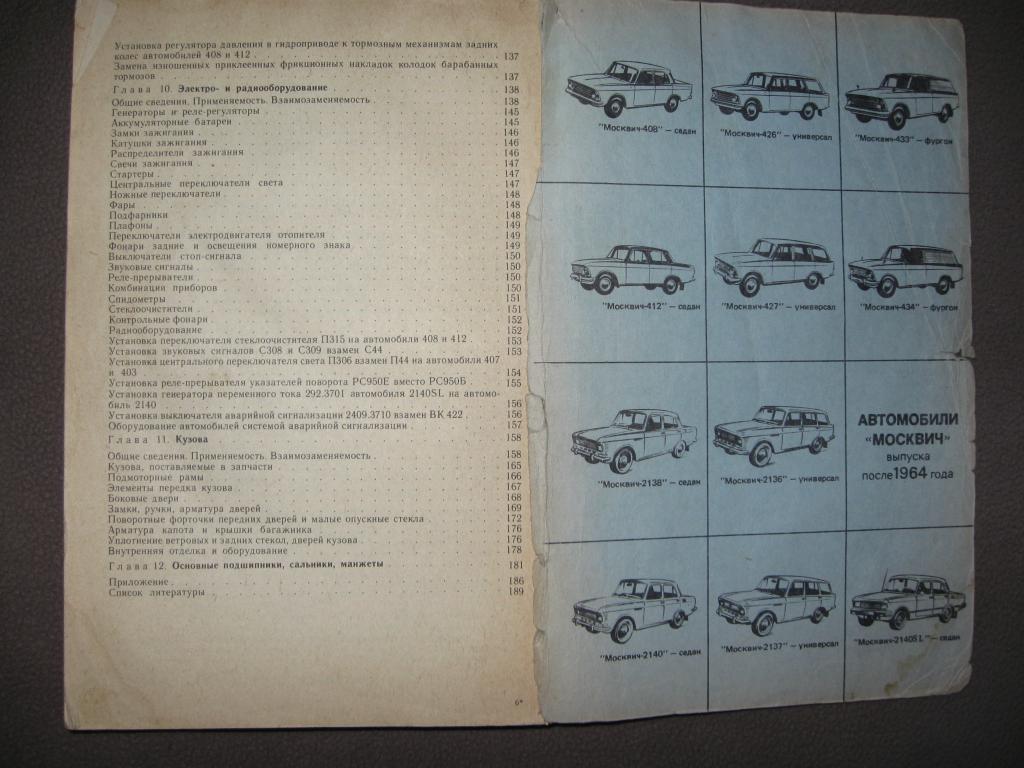 Установка регулятора давления в гидроприводе к тормозным механизмам задних
колес автомобилей 408 и 412 . . . . . . . . . . 137
Замена изношенных приклеенных фрикционных накладок колодок барабанных
тормозов . . . . . . . . . . 137
Глава 10. Электро- и радиооборудование . . . . . . . . . . 138
Общие сведения. Применяемость. Взаимозаменяемость . . . . . . . . . . 138
Генераторы и реле-регуляторы . . . . . . . . . . 145
Аккумуляторные батареи . . . . . . . . . . 145
Замки зажигания . . . . . . . . . . 146
Катушки зажигания . . . . . . . . . . 146
Распределители зажигания . . . . . . . . . . 146
Свечи зажигания . . . . . . . . . . 147
Стартеры . . . . . . . . . . 147
Центральные переключатели света . . . . . . . . . . 147
Ножные переключатели . . . . . . . . . . 148
Фары . . . . . . . . . . 148
Подфарники . . . . . . . . . . 148
Плафоны . . . . . . . . . . 149
Переключатели электродвигателя отопителя . . . . . . . . . . 149
Фонари задние и освещения номерного знака . . . . . . . . . . 149
Выключатели стоп-сигнала . . . . . . . . . . 150
Звуковые сигналы . . . . . . . . . . 150
Реле-прерыватели . . . . . . . . . . 150
Комбинации приборов . . . . . . . . . . 150
Спидометры . . . . . . . . . . 151
Стеклоочистители . . . . . . . . . . 151
Контрольные фонари . . . . . . . . . . 152
Радиооборудование . . . . . . . . . . 152
Установка переключателя стеклоочистителя П315 на автомобили 408 и 412 . 153
Установка звуковых сигналов С308 и С309 взамен С44 . . . . . . . . . . 153
Установка центрального переключателя света П306 взамен П44 на автомобили 407
и 403 . . . . . . . . . . 154
Установка реле-прерывателя указателей поворота РС950Е вместо РС950Б . . . 155
Установка генератора переменного тока 292.3701 автомобиля 2140SL на автомо-
биль 2140 . . . . . . . . . . 156
Установка выключателя аварийной сигнализации 2409.3710 взамен ВК 422 . . . 156
Оборудование автомобилей системой аварийной сигнализации . . . . . . . . . . 157
Глава 11. Кузова . . . . . . . . . . 158
Общие сведения. Применяемость. Взаимозаменяемость . . . . . . . . . . 158
Кузова, поставляемые в запчасти . . . . . . . . . . 165
Подмоторные рамы . . . . . . . . . . 166
Элементы передка кузова . . . . . . . . . . 167
Боковые двери . . . . . . . . . . 168
Замки, ручки, арматура дверей . . . . . . . . . . 169
Поворотные форточки передних дверей и малые опускные стекла . . . . . . . . . . 172
Арматура капота и крышки багажника . . . . . . . . . . 176
Уплотнение ветровых и задних стекол, дверей кузова . . . . . . . . . . 176
Внутренняя отделка и оборудование . . . . . . . . . . 178
Глава 12. Основные подшипники, сальники, манжеты . . . . . . . . . . 181
Приложение . . . . . . . . . . 186
Список литературы . . . . . . . . . . 189
6*
"Москвич-408" — седан
"Москвич-426" — универсал
"Москвич-433" — фургон
"Москвич-412" — седан
"Москвич-427" — универсал
"Москвич-434" — фургон
"Москвич-2138" — седан
"Москвич-2136" — универсал
АВТОМОБИЛИ
„МОСКВИЧ"
выпуска
после 1964 года
"Москвич-2140" — седан
"Москвич-2137" — универсал
"Москвич-2140SL" — седан